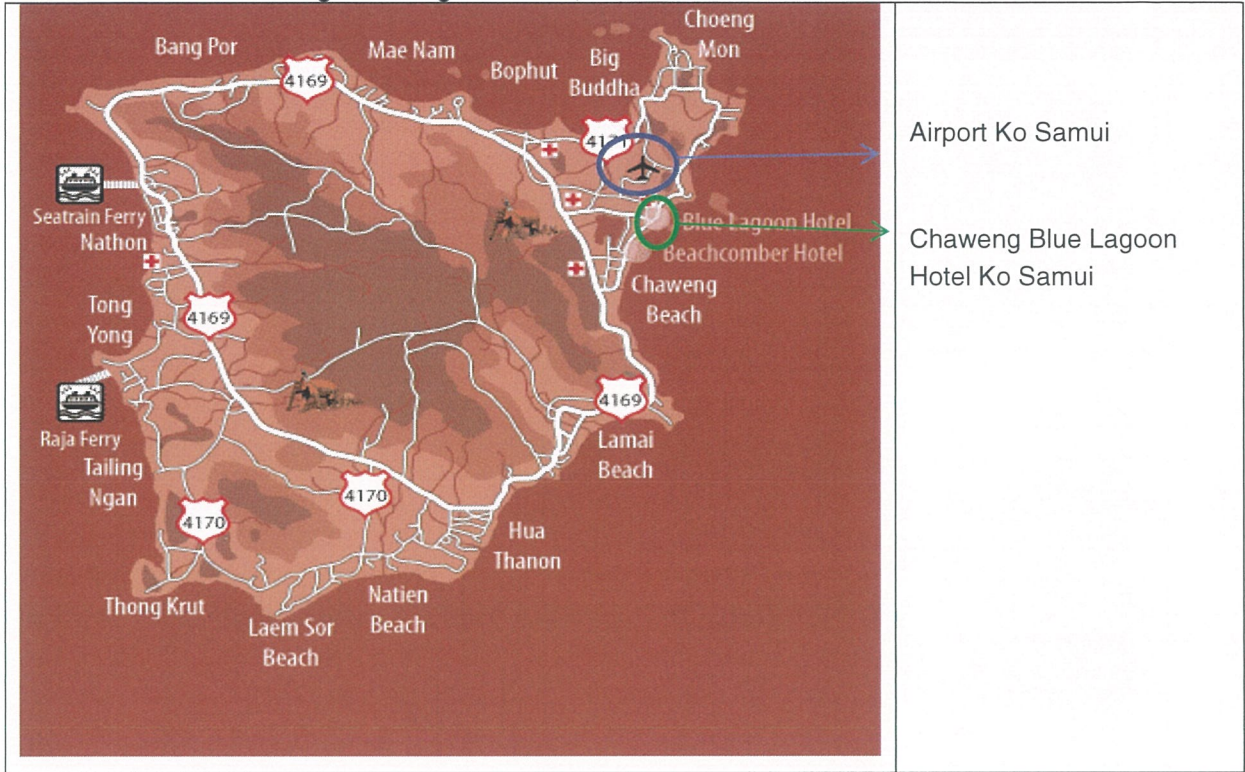 Choeng
Mon
Bang Por
Mae Nam
Big
Buddha
Bophut
4169
Airport Ko Samui
Seatrain Ferry
Nathon
Blue Lagoon Hotel
Beachcomber Hotel
Chaweng Blue Lagoon
Hotel Ko Samui
Chaweng
Beach
Tong
Yong
4169
4169
Raja Ferry
Lamai
Beach
Tailing
Ngan
4170
4170
Hua
Thanon
Thong Krut
Natien
Beach
Laem Sor
Beach